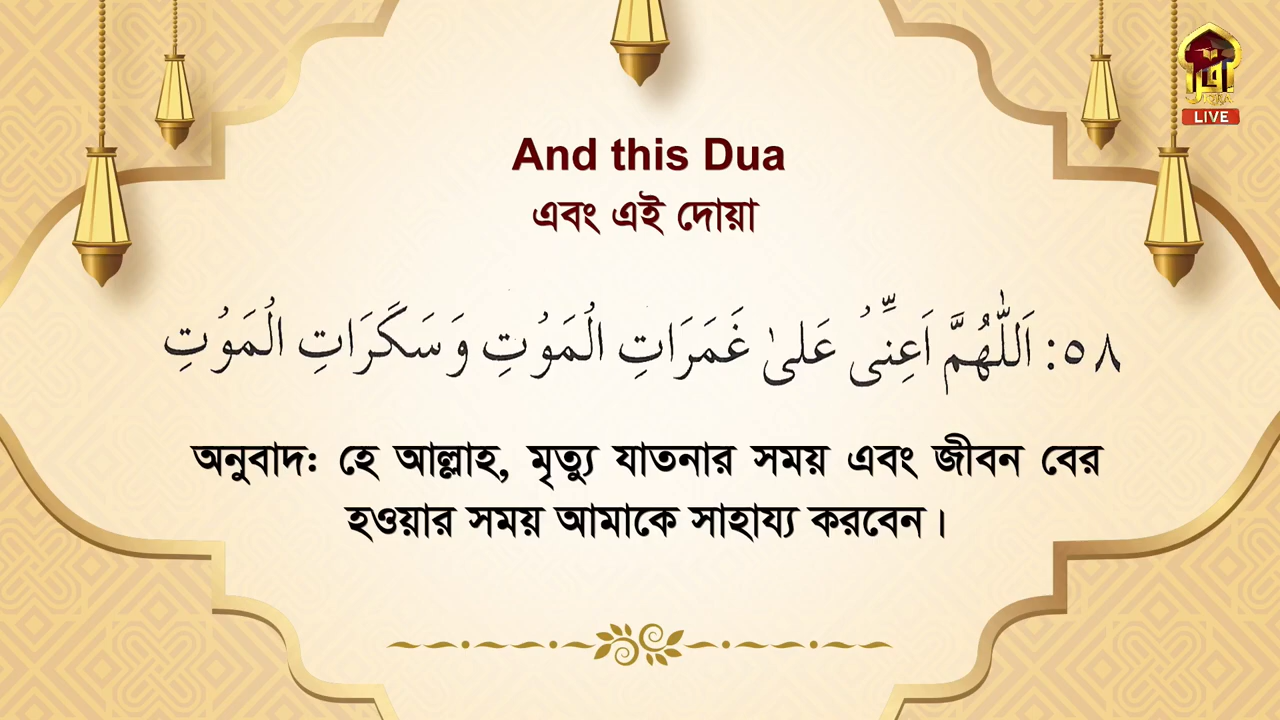 LIVE
And this Dua
এবং এই দোয়া
٥٨: اَللّٰهُمَّ اَعِنِّىْ عَلىٰ غَمَرَاتِ الْمَوْتِ وَسَكَرَاتِ الْمَوْتِ
অনুবাদ: হে আল্লাহ, মৃত্যু যাতনার সময় এবং জীবন বের
হওয়ার সময় আমাকে সাহায্য করবেন।